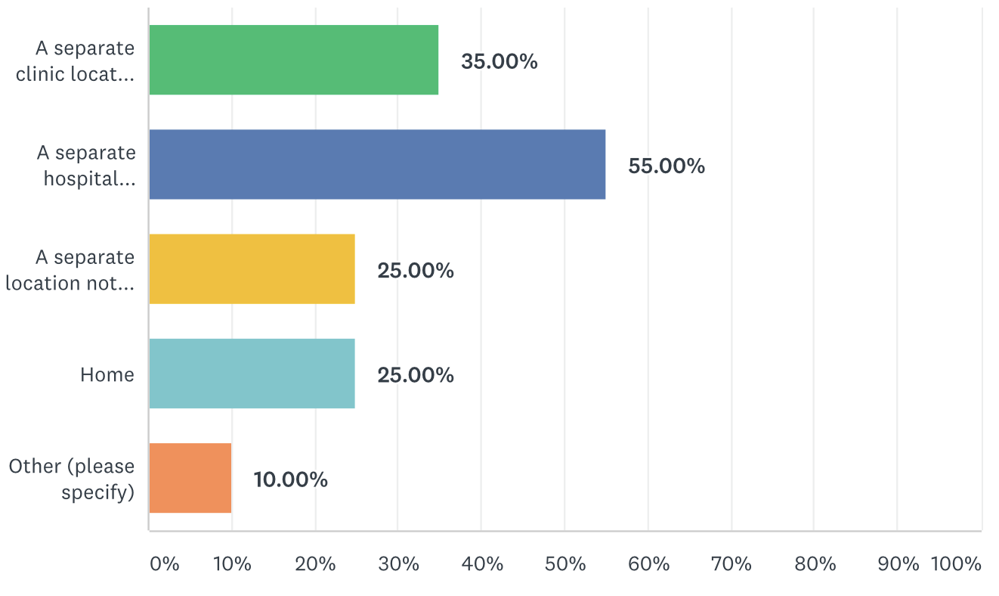 A separate
clinic locat...
35.00%
A separate
hospital...
55.00%
A separate
location not...
25.00%
Home
25.00%
Other (please
specify)
10.00%
0% 10% 20% 30% 40% 50% 60% 70% 80% 90% 100%